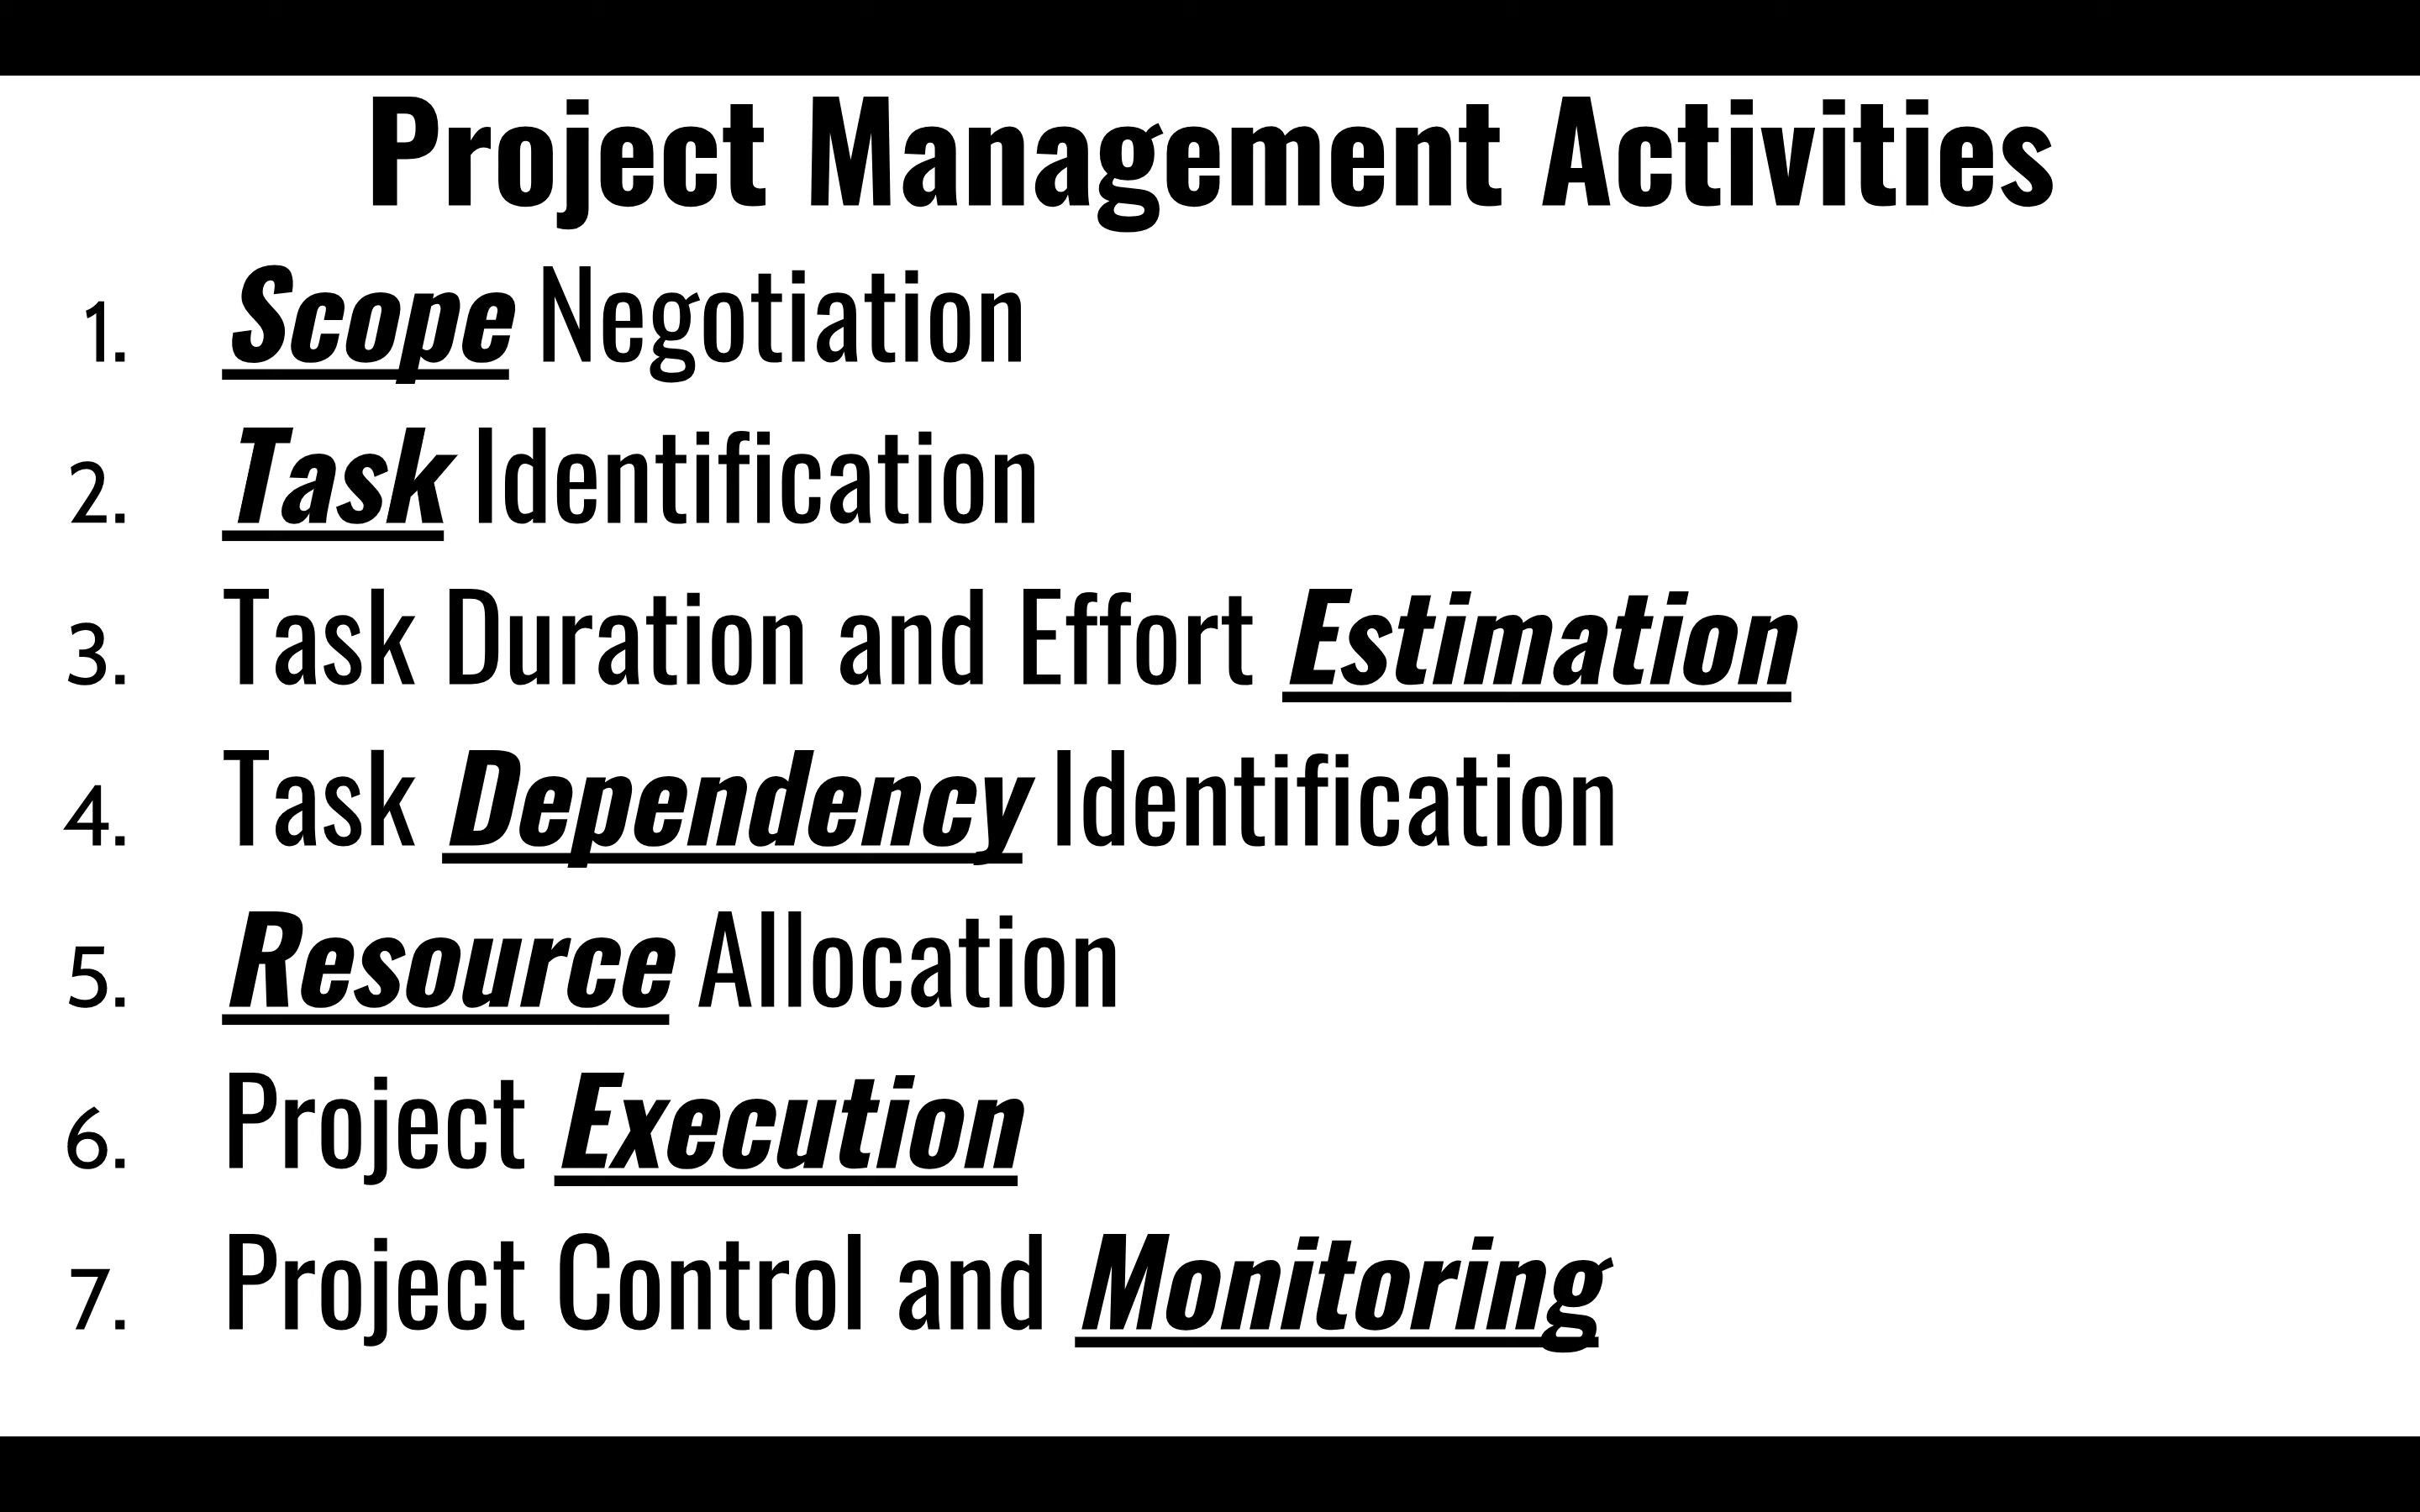 Project Management Activities
1. Scope Negotiation
2. Task Identification
3. Task Duration and Effort Estimation
4. Task Dependency Identification
5. Resource Allocation
6. Project Execution
7. Project Control and Monitoring